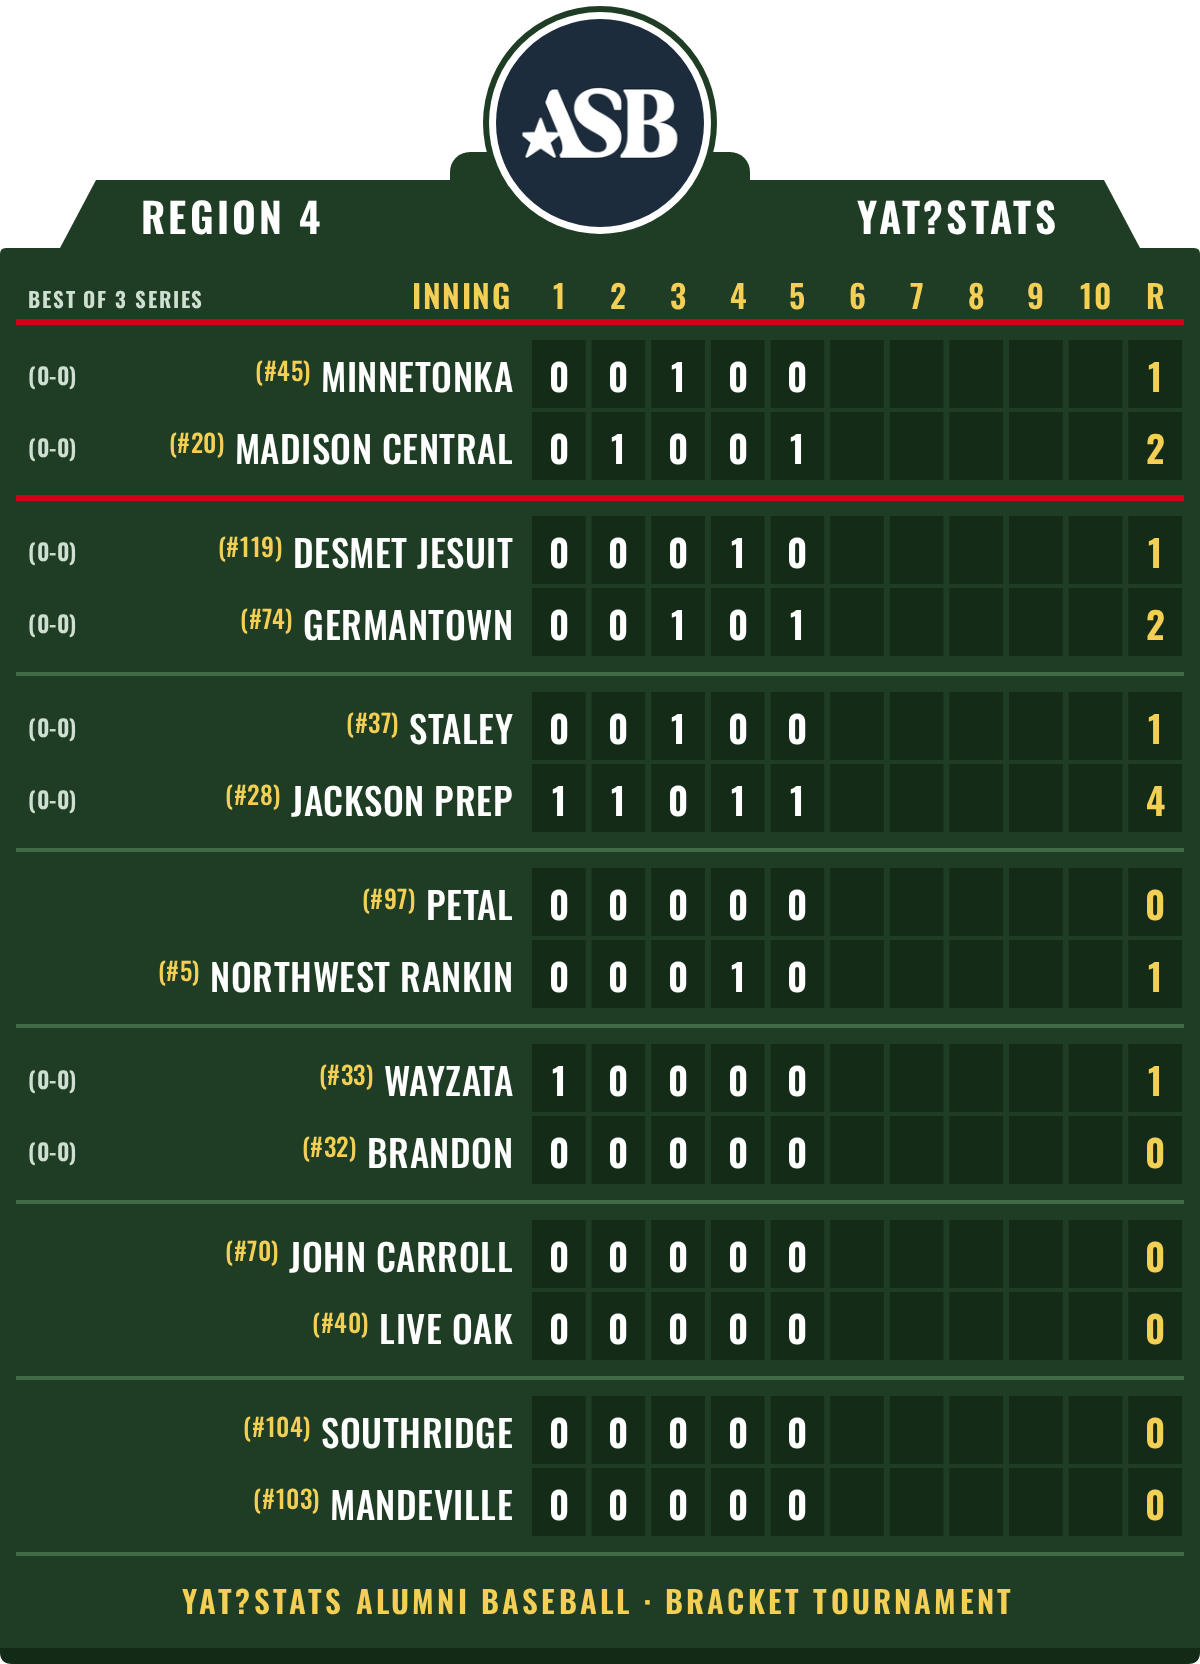 ASB
REGION 4 YAT?STATS
BEST OF 3 SERIES INNING 1 2 3 4 5 6 7 8 9 10 R
(0-0) (#45) MINNETONKA 0 0 1 0 0 1
(0-0) (#20) MADISON CENTRAL 0 1 0 0 1 2
(0-0) (#119) DESMET JESUIT 0 0 0 1 0 1
(0-0) (#74) GERMANTOWN 0 0 1 0 1 2
(0-0) (#37) STALEY 0 0 1 0 0 1
(0-0) (#28) JACKSON PREP 1 1 0 1 1 4
(#97) PETAL 0 0 0 0 0 0
(#5) NORTHWEST RANKIN 0 0 0 1 0 1
(0-0) (#33) WAYZATA 1 0 0 0 0 1
(0-0) (#32) BRANDON 0 0 0 0 0 0
(#70) JOHN CARROLL 0 0 0 0 0 0
(#40) LIVE OAK 0 0 0 0 0 0
(#104) SOUTHRIDGE 0 0 0 0 0 0
(#103) MANDEVILLE 0 0 0 0 0 0
YAT?STATS ALUMNI BASEBALL · BRACKET TOURNAMENT